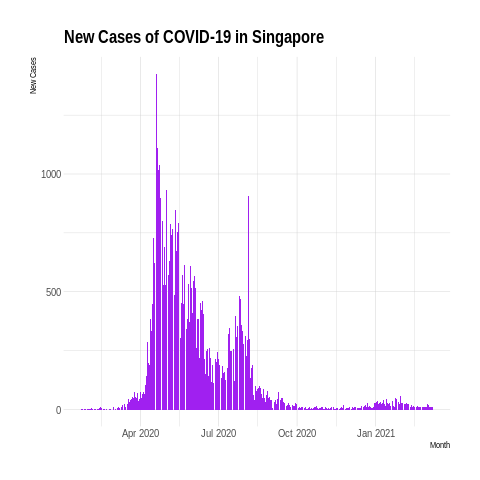 New Cases of COVID-19 in Singapore
New Cases
1000
500
0
Apr 2020 Jul 2020 Oct 2020 Jan 2021
Month